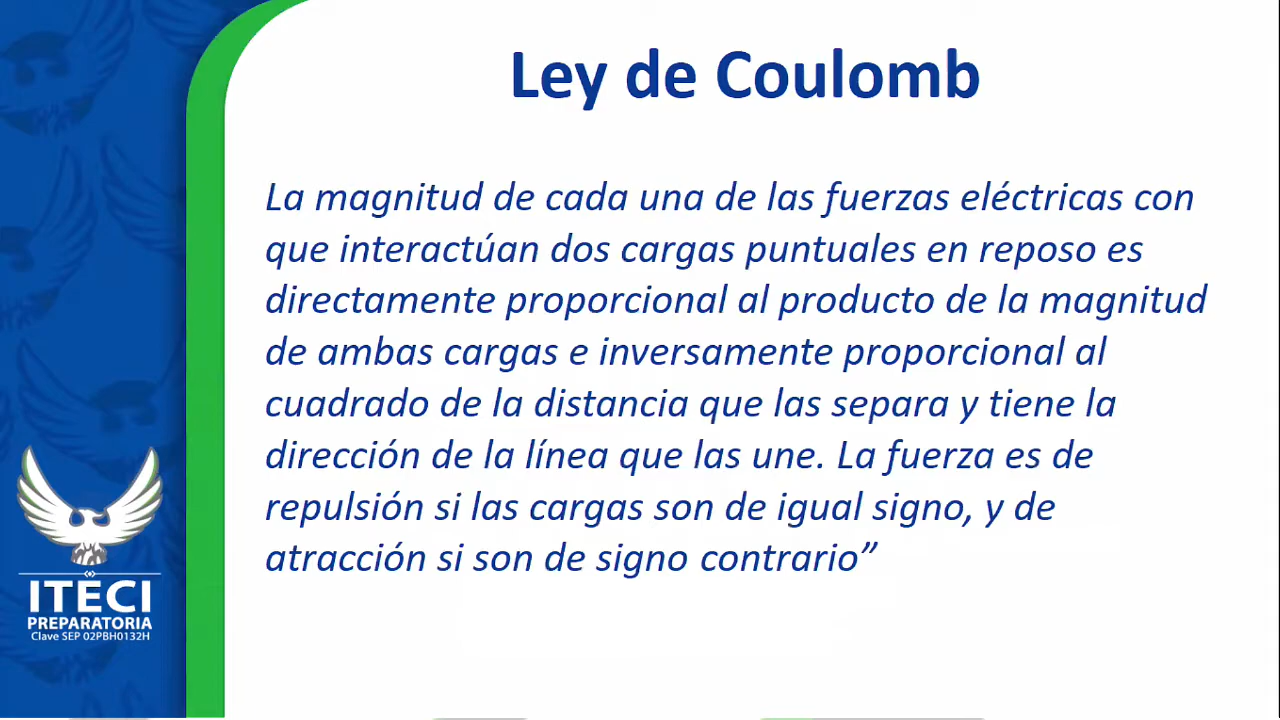 Ley de Coulomb
La magnitud de cada una de las fuerzas eléctricas con
que interactúan dos cargas puntuales en reposo es
directamente proporcional al producto de la magnitud
de ambas cargas e inversamente proporcional al
cuadrado de la distancia que las separa y tiene la
dirección de la línea que las une. La fuerza es de
repulsión si las cargas son de igual signo, y de
atracción si son de signo contrario”
ITECI
PREPARATORIA
Clave SEP 02PBH0132H